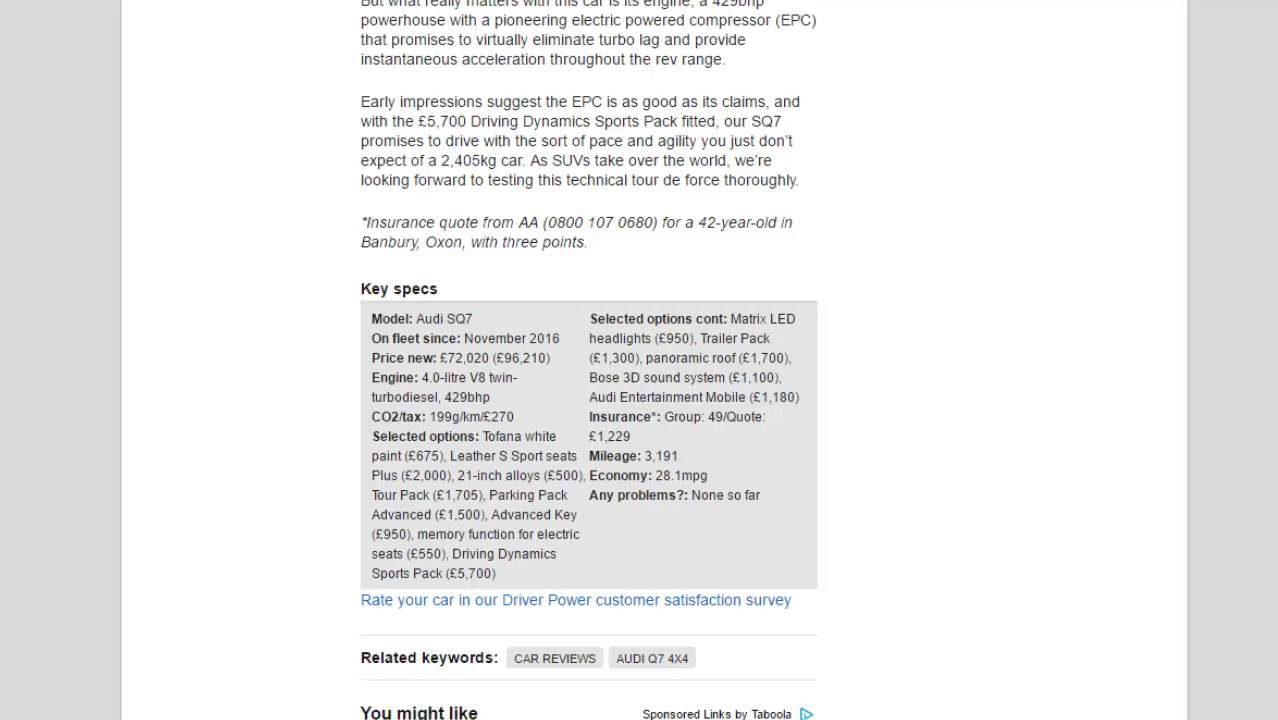 But what really matters with this car is its engine, a 429bhp
powerhouse with a pioneering electric powered compressor (EPC)
that promises to virtually eliminate turbo lag and provide
instantaneous acceleration throughout the rev range.
Early impressions suggest the EPC is as good as its claims, and
with the £5,700 Driving Dynamics Sports Pack fitted, our SQ7
promises to drive with the sort of pace and agility you just don't
expect of a 2,405kg car. As SUVs take over the world, we're
looking forward to testing this technical tour de force thoroughly.
*Insurance quote from AA (0800 107 0680) for a 42-year-old in
Banbury, Oxon, with three points.
Key specs
Model: Audi SQ7
On fleet since: November 2016
Price new: £72,020 (£96,210)
Engine: 4.0-litre V8 twin-
turbodiesel, 429bhp
CO2/tax: 199g/km/£270
Selected options: Tofana white
paint (£675), Leather S Sport seats
Plus (£2,000), 21-inch alloys (£500),
Tour Pack (£1,705), Parking Pack
Advanced (£1,500), Advanced Key
(£950), memory function for electric
seats (£550), Driving Dynamics
Sports Pack (£5,700)
Selected options cont: Matrix LED
headlights (£950), Trailer Pack
(£1,300), panoramic roof (£1,700),
Bose 3D sound system (£1,100),
Audi Entertainment Mobile (£1,180)
Insurance*: Group: 49/Quote:
£1,229
Mileage: 3,191
Economy: 28.1mpg
Any problems?: None so far
Rate your car in our Driver Power customer satisfaction survey
Related keywords: CAR REVIEWS AUDI Q7 4X4
You might like Sponsored Links by Taboola